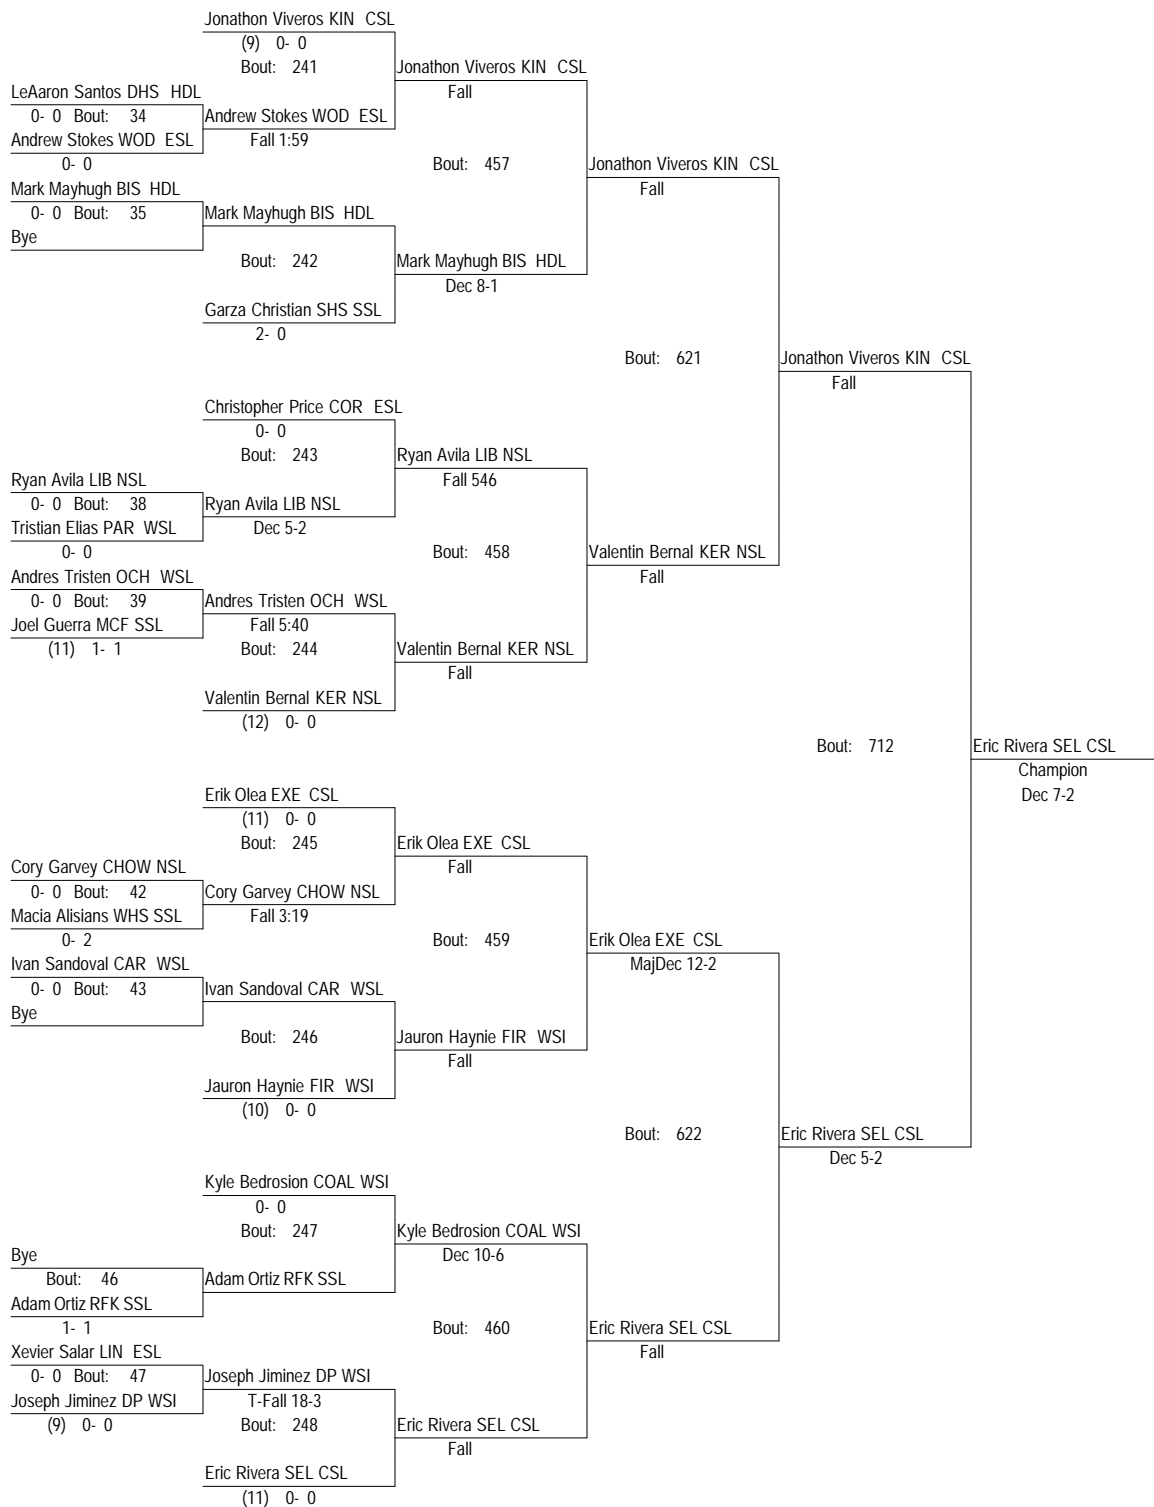 Jonathon Viveros KIN CSL
(9) 0- 0
Bout: 241
Jonathon Viveros KIN CSL
Fall
LeAaron Santos DHS HDL
0- 0 Bout: 34
Andrew Stokes WOD ESL
Fall 1:59
Andrew Stokes WOD ESL
0- 0
Bout: 457
Jonathon Viveros KIN CSL
Fall
Mark Mayhugh BIS HDL
0- 0 Bout: 35
Mark Mayhugh BIS HDL
Bye
Bout: 242
Mark Mayhugh BIS HDL
Dec 8-1
Garza Christian SHS SSL
2- 0
Bout: 621
Jonathon Viveros KIN CSL
Fall
Christopher Price COR ESL
0- 0
Bout: 243
Ryan Avila LIB NSL
Fall 546
Ryan Avila LIB NSL
0- 0 Bout: 38
Ryan Avila LIB NSL
Dec 5-2
Tristian Elias PAR WSL
0- 0
Bout: 458
Valentin Bernal KER NSL
Fall
Andres Tristen OCH WSL
0- 0 Bout: 39
Andres Tristen OCH WSL
Fall 5:40
Joel Guerra MCF SSL
(11) 1- 1
Bout: 244
Valentin Bernal KER NSL
Fall
Valentin Bernal KER NSL
(12) 0- 0
Bout: 712
Eric Rivera SEL CSL
Champion
Dec 7-2
Erik Olea EXE CSL
(11) 0- 0
Bout: 245
Erik Olea EXE CSL
Fall
Cory Garvey CHOW NSL
0- 0 Bout: 42
Cory Garvey CHOW NSL
Fall 3:19
Macia Alisians WHS SSL
0- 2
Bout: 459
Erik Olea EXE CSL
MajDec 12-2
Ivan Sandoval CAR WSL
0- 0 Bout: 43
Ivan Sandoval CAR WSL
Bye
Bout: 246
Jauron Haynie FIR WSI
Fall
Jauron Haynie FIR WSI
(10) 0- 0
Bout: 622
Eric Rivera SEL CSL
Dec 5-2
Kyle Bedrosion COAL WSI
0- 0
Bout: 247
Kyle Bedrosion COAL WSI
Dec 10-6
Bye
Bout: 46
Adam Ortiz RFK SSL
Adam Ortiz RFK SSL
1- 1
Bout: 460
Eric Rivera SEL CSL
Fall
Xevier Salar LIN ESL
0- 0 Bout: 47
Joseph Jiminez DP WSI
T-Fall 18-3
Joseph Jiminez DP WSI
(9) 0- 0
Bout: 248
Eric Rivera SEL CSL
Fall
Eric Rivera SEL CSL
(11) 0- 0